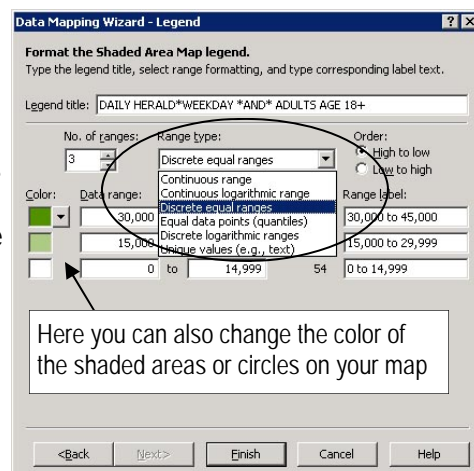 Data Mapping Wizard - Legend
Format the Shaded Area Map legend.
Type the legend title, select range formatting, and type corresponding label text.
Legend title: DAILY HERALD*WEEKDAY *AND* ADULTS AGE 18+
No. of ranges: Range type: Order:
3 Discrete equal ranges High to low
Low to high
Continuous range
Continuous logarithmic range
Discrete equal ranges
Equal data points (quantiles)
Discrete logarithmic ranges
Unique values (e.g., text)
Color: Data range: Range label:
30,000 30,000 to 45,000
15,000 15,000 to 29,999
0 to 14,999 54 0 to 14,999
Here you can also change the color of
the shaded areas or circles on your map
<Back Next> Finish Cancel Help